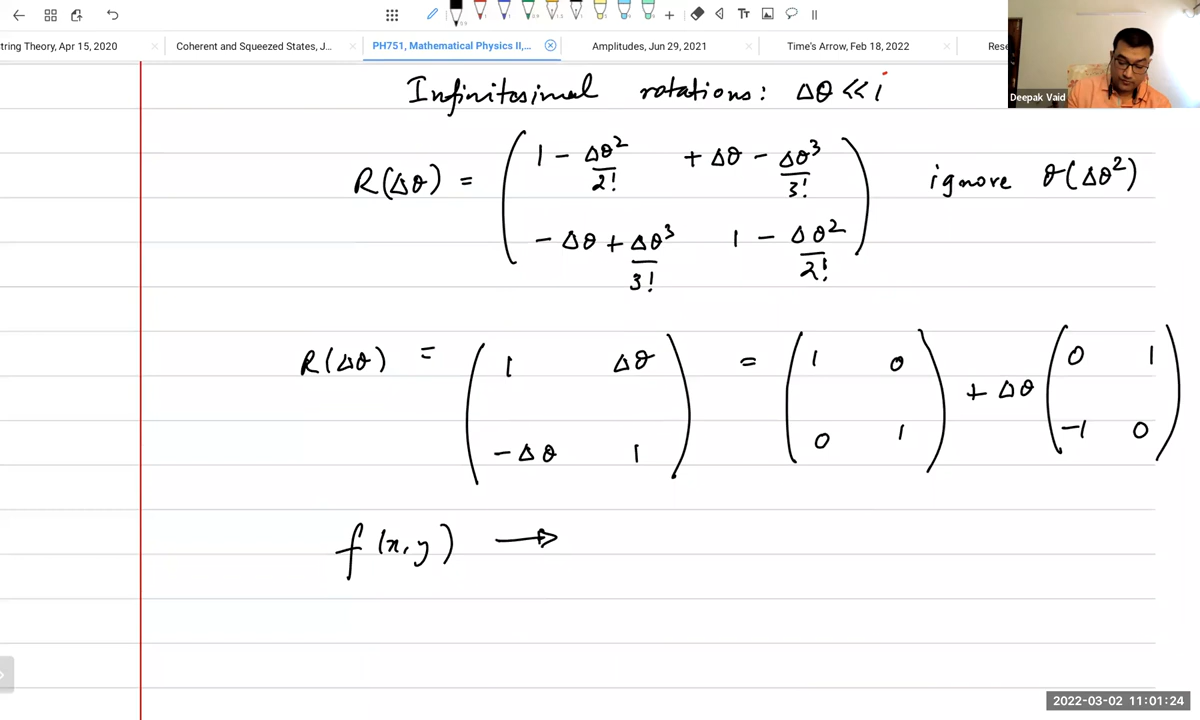 tring Theory, Apr 15, 2020 Coherent and Squeezed States, J... PH751, Mathematical Physics II,... Amplitudes, Jun 29, 2021 Time's Arrow, Feb 18, 2022 Rese
Deepak Vaid
Infinitesimal rotations: Δθ << 1
R(Δθ) = ( 1 - Δθ²/2! + Δθ - Δθ³/3! ignore O(Δθ²)
- Δθ + Δθ³/3! 1 - Δθ²/2! )
R(Δθ) = ( 1 Δθ = ( 1 0 + Δθ ( 0 1
- Δθ 1 ) 0 1 ) -1 0 )
f(x,y) →
2022-03-02 11:01:24